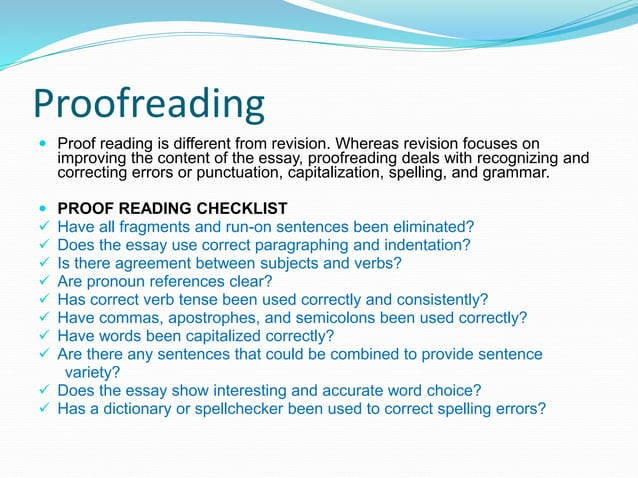 Proofreading
Proof reading is different from revision. Whereas revision focuses on
improving the content of the essay, proofreading deals with recognizing and
correcting errors or punctuation, capitalization, spelling, and grammar.
PROOF READING CHECKLIST
Have all fragments and run-on sentences been eliminated?
Does the essay use correct paragraphing and indentation?
Is there agreement between subjects and verbs?
Are pronoun references clear?
Has correct verb tense been used correctly and consistently?
Have commas, apostrophes, and semicolons been used correctly?
Have words been capitalized correctly?
Are there any sentences that could be combined to provide sentence
variety?
Does the essay show interesting and accurate word choice?
Has a dictionary or spellchecker been used to correct spelling errors?